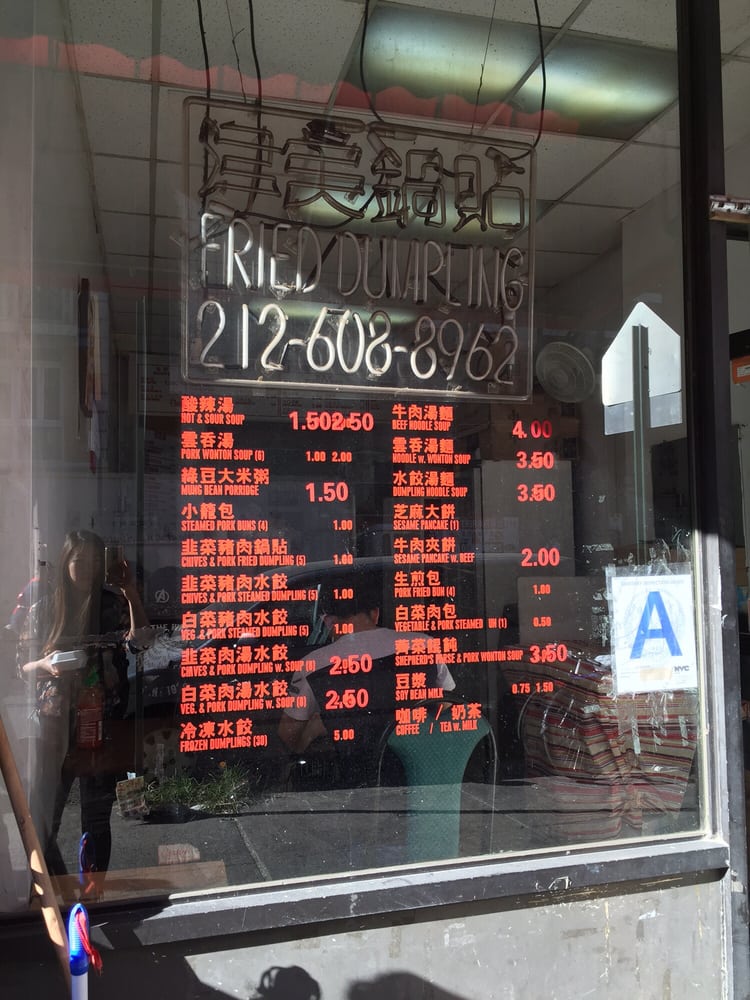 津美鍋貼
FRIED DUMPLING
212-608-8962
酸辣湯
HOT & SOUR SOUP 1.50 2.50
雲吞湯
PORK WONTON SOUP (6) 1.00 2.00
綠豆大米粥
MUNG BEAN PORRIDGE 1.50
小籠包
STEAMED PORK BUNS (4) 1.00
韭菜豬肉鍋貼
CHIVES & PORK FRIED DUMPLING (5) 1.00
韭菜豬肉水餃
CHIVES & PORK STEAMED DUMPLING (5) 1.00
白菜豬肉水餃
VEG. & PORK STEAMED DUMPLING (5) 1.00
韭菜肉湯水餃
CHIVES & PORK DUMPLING w. SOUP (8) 2.50
白菜肉湯水餃
VEG. & PORK DUMPLING w. SOUP (8) 2.50
冷凍水餃
FROZEN DUMPLINGS (30) 5.00
牛肉湯麵
BEEF NOODLE SOUP 4.00
雲吞湯麵
NOODLE w. WONTON SOUP 3.50
水餃湯麵
DUMPLING NOODLE SOUP 3.50
芝麻大餅
SESAME PANCAKE (1)
牛肉夾餅
SESAME PANCAKE w. BEEF 2.00
生煎包
PORK FRIED BUN (4) 1.00
白菜肉包
VEGETABLE & PORK STEAMED UN (1) 0.50
薺菜餛飩
SHEPHERD'S PURSE & PORK WONTON SOUP 3.50
豆漿
SOY BEAN MILK 0.75 1.50
咖啡 / 奶茶
COFFEE / TEA w. MILK
A
NYC